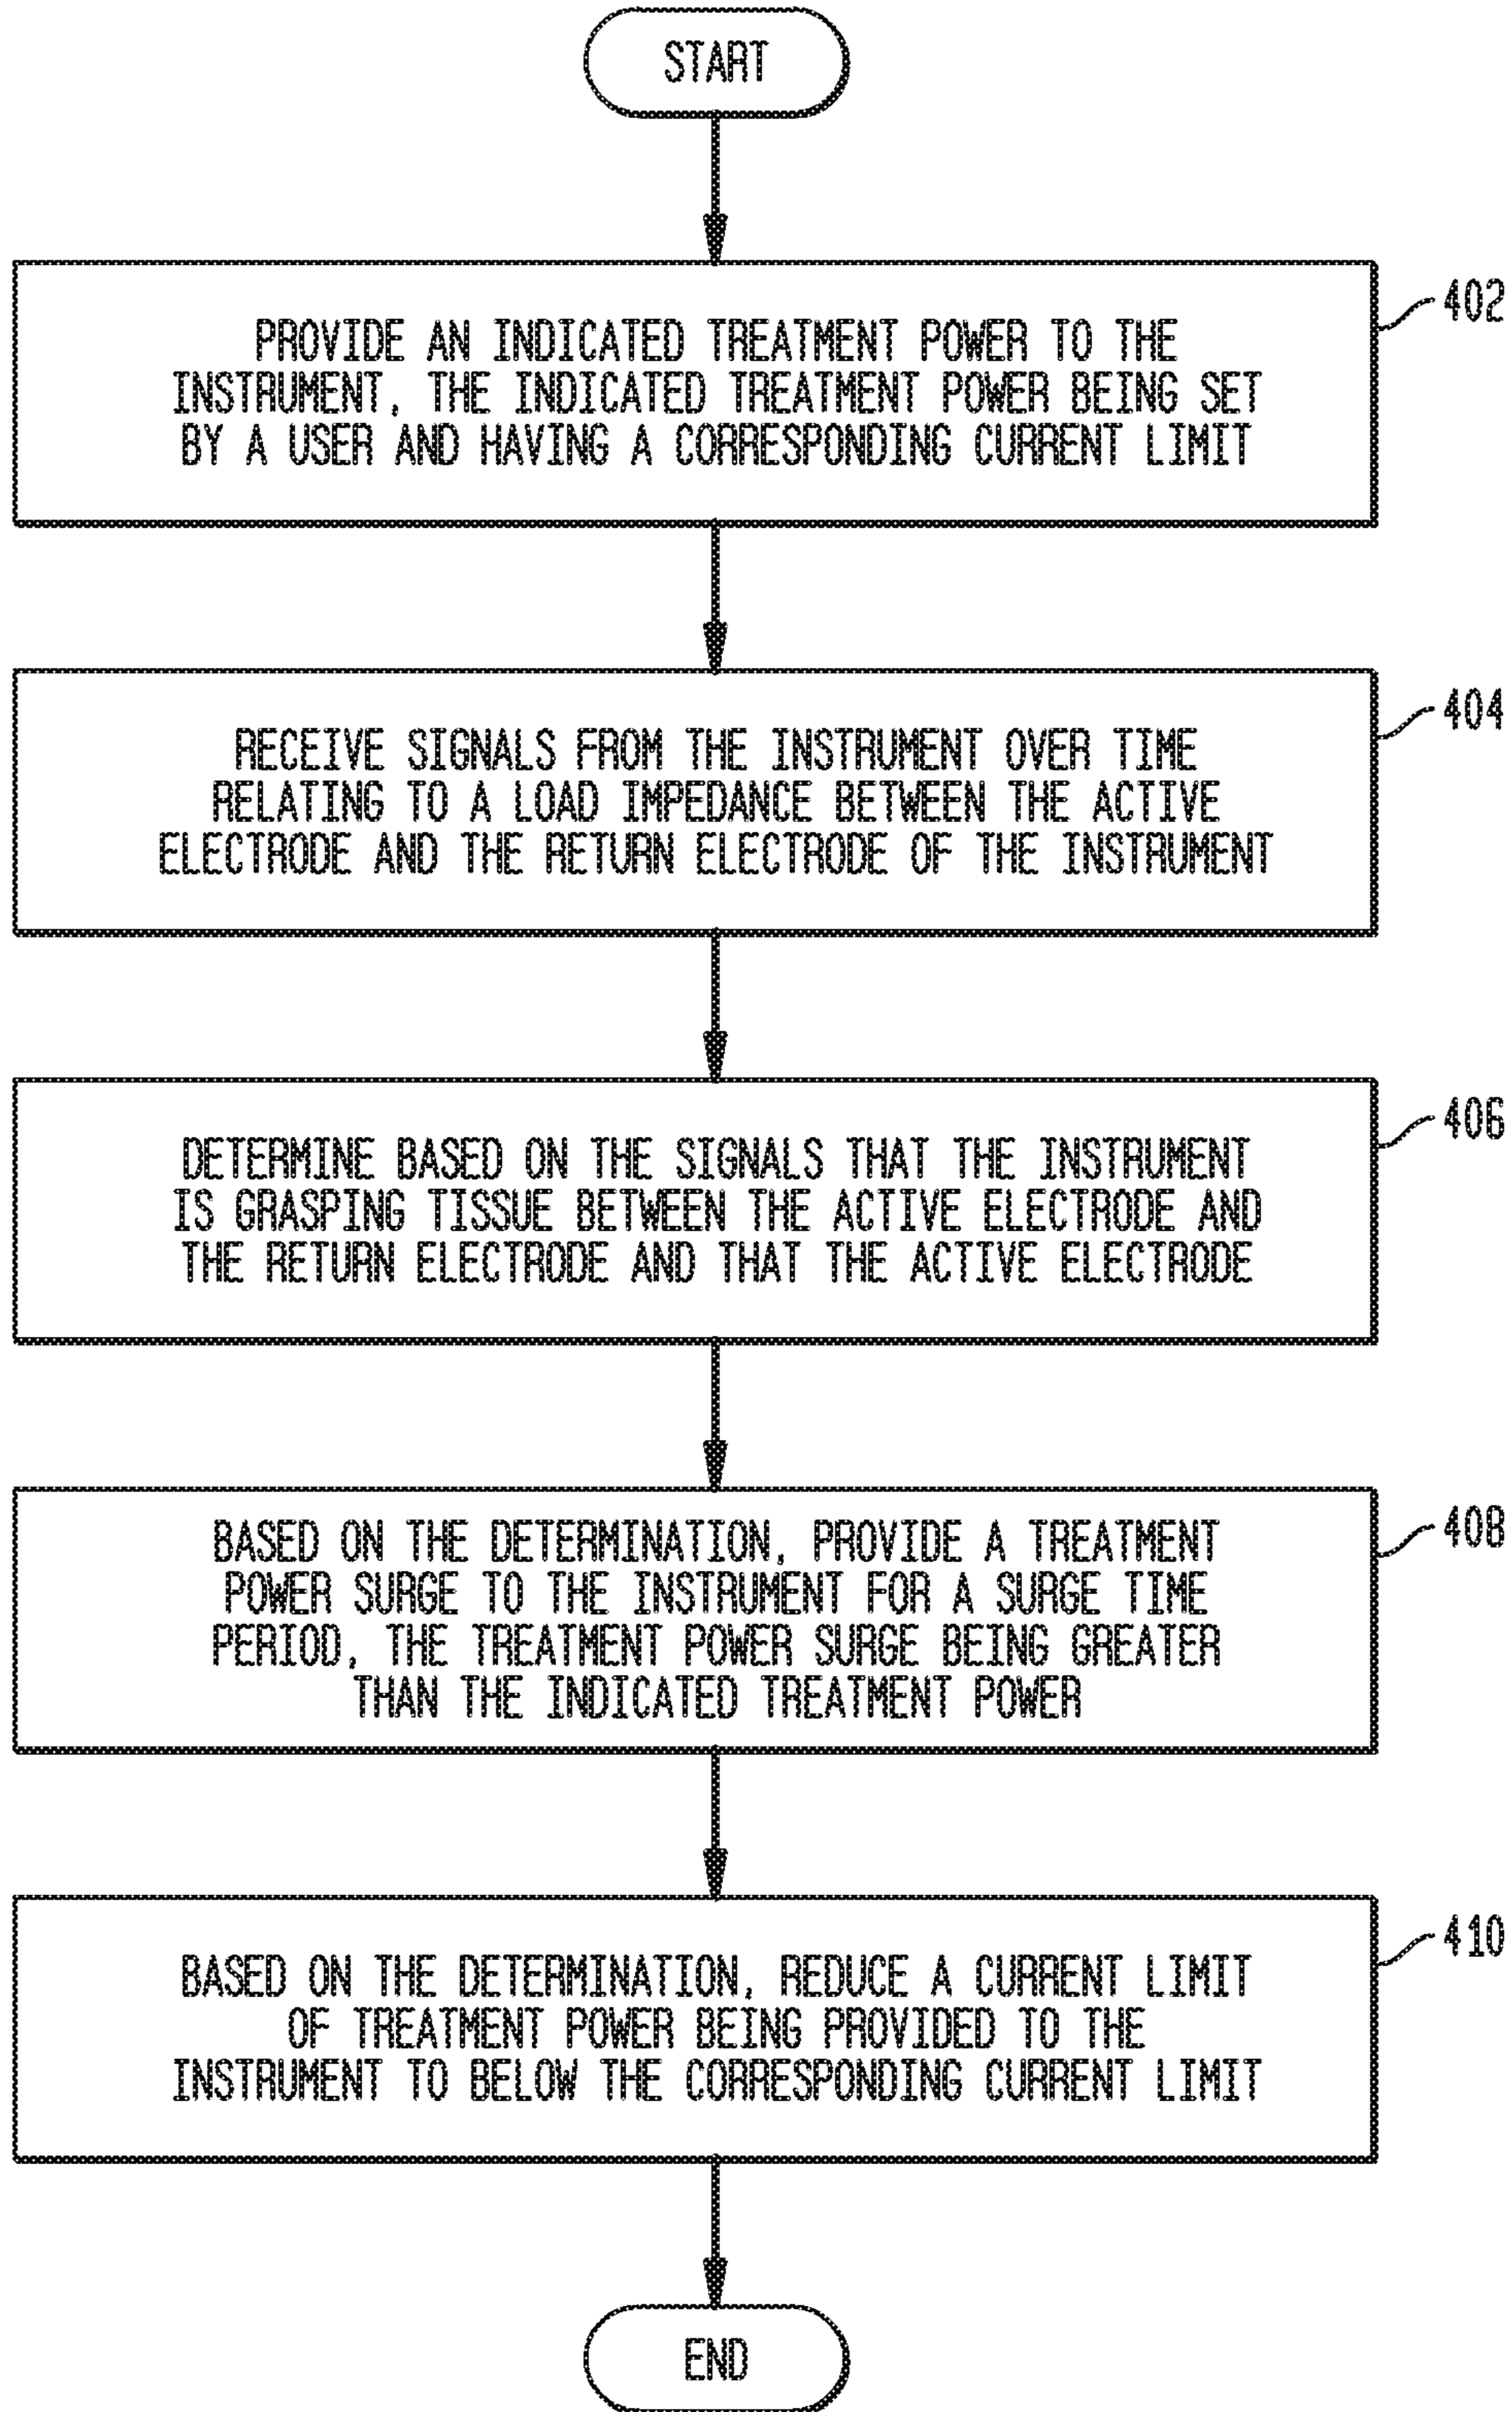 START
402
PROVIDE AN INDICATED TREATMENT POWER TO THE
INSTRUMENT, THE INDICATED TREATMENT POWER BEING SET
BY A USER AND HAVING A CORRESPONDING CURRENT LIMIT
404
RECEIVE SIGNALS FROM THE INSTRUMENT OVER TIME
RELATING TO A LOAD IMPEDANCE BETWEEN THE ACTIVE
ELECTRODE AND THE RETURN ELECTRODE OF THE INSTRUMENT
406
DETERMINE BASED ON THE SIGNALS THAT THE INSTRUMENT
IS GRASPING TISSUE BETWEEN THE ACTIVE ELECTRODE AND
THE RETURN ELECTRODE AND THAT THE ACTIVE ELECTRODE
408
BASED ON THE DETERMINATION, PROVIDE A TREATMENT
POWER SURGE TO THE INSTRUMENT FOR A SURGE TIME
PERIOD, THE TREATMENT POWER SURGE BEING GREATER
THAN THE INDICATED TREATMENT POWER
410
BASED ON THE DETERMINATION, REDUCE A CURRENT LIMIT
OF TREATMENT POWER BEING PROVIDED TO THE
INSTRUMENT TO BELOW THE CORRESPONDING CURRENT LIMIT
END